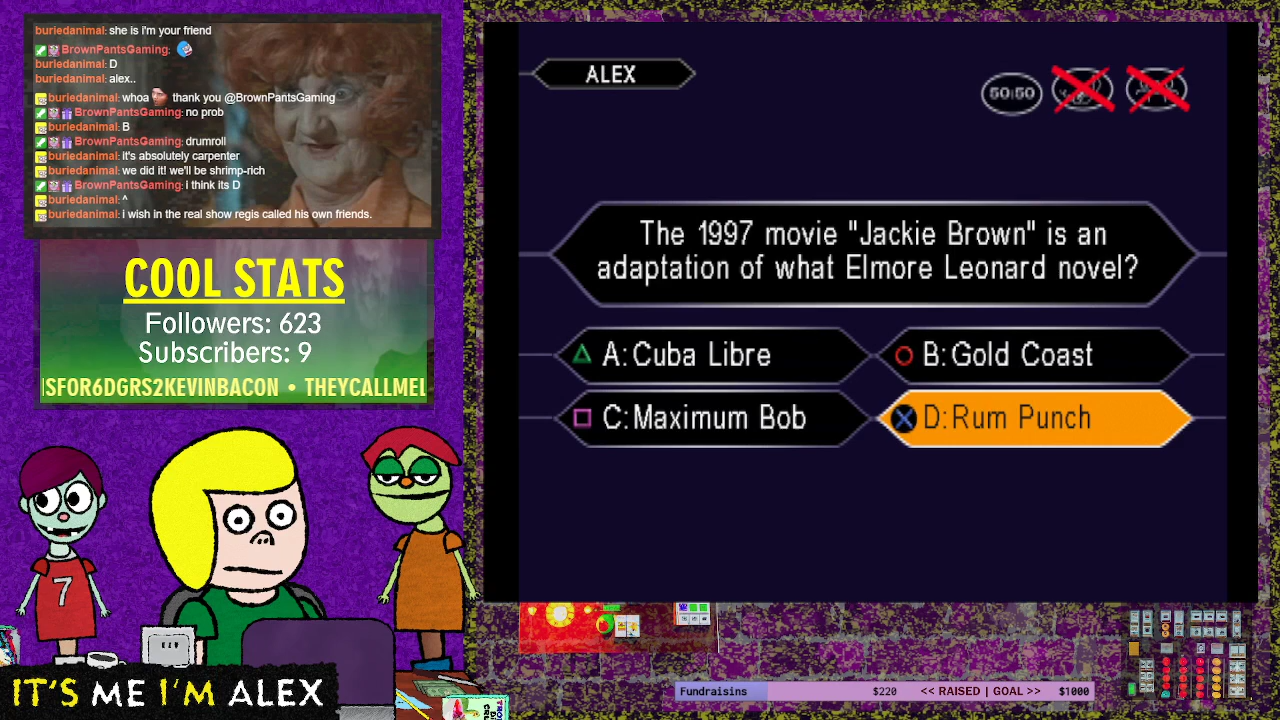 buriedanimal: she is i'm your friend
BrownPantsGaming:
buriedanimal: D
buriedanimal: alex..
buriedanimal: whoa thank you @BrownPantsGaming
BrownPantsGaming: no prob
buriedanimal: B
BrownPantsGaming: drumroll
buriedanimal: it's absolutely carpenter
buriedanimal: we did it! we'll be shrimp-rich
BrownPantsGaming: i think its D
buriedanimal: ^
buriedanimal: i wish in the real show regis called his own friends.
COOL STATS
Followers: 623
Subscribers: 9
ISFOR6DGRS2KEVINBACON • THEYCALLMEL
7
IT'S ME I'M ALEX
ALEX
50:50
The 1997 movie "Jackie Brown" is an
adaptation of what Elmore Leonard novel?
A: Cuba Libre
B: Gold Coast
C: Maximum Bob
D: Rum Punch
Fundraisins $220 << RAISED | GOAL >> $1000